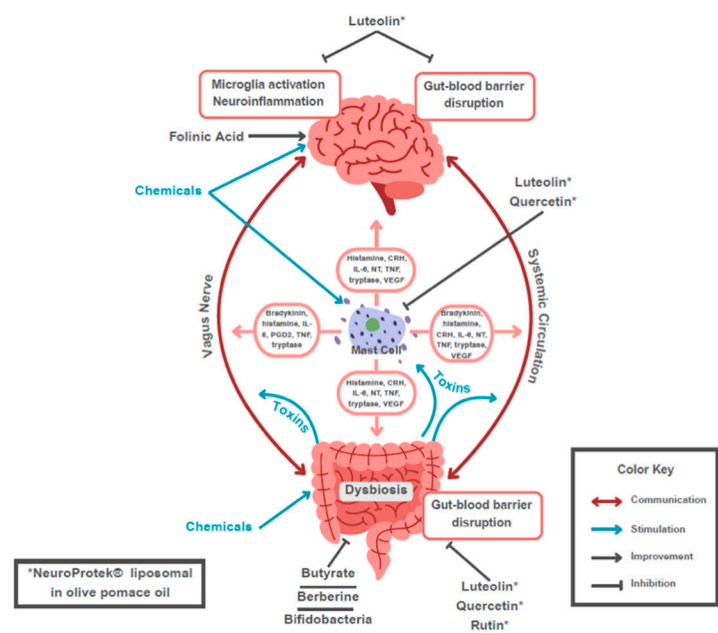 Luteolin*
Microglia activation
Neuroinflammation
Gut-blood barrier
disruption
Folinic Acid
Chemicals
Luteolin*
Quercetin*
Histamine, CRH,
IL-6, NT, TNF,
tryptase, VEGF
Vagus Nerve
Systemic Circulation
Bradykinin,
histamine, IL-
6, PGD2, TNF,
tryptase
Mast Cell
Bradykinin,
histamine,
CRH, IL-6, NT,
TNF, tryptase,
VEGF
Histamine, CRH,
IL-6, NT, TNF,
tryptase, VEGF
Toxins
Toxins
Dysbiosis
Gut-blood barrier
disruption
Chemicals
Butyrate
Berberine
Bifidobacteria
Luteolin*
Quercetin*
Rutin*
*NeuroProtek® liposomal
in olive pomace oil
Color Key
Communication
Stimulation
Improvement
Inhibition